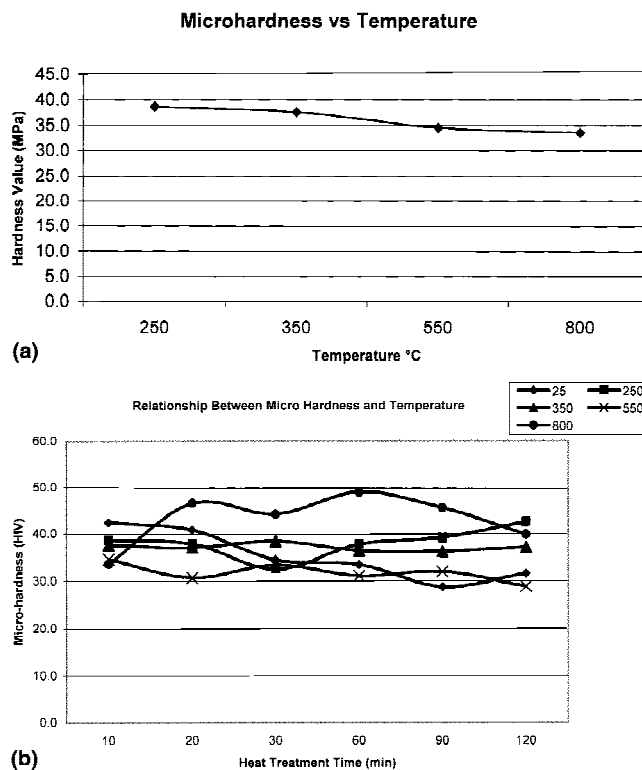 Microhardness vs Temperature
Hardness Value (MPa)
45.0
40.0
35.0
30.0
25.0
20.0
15.0
10.0
5.0
0.0
250 350 550 800
Temperature °C
(a)
25 250
350 550
800
Relationship Between Micro Hardness and Temperature
Micro-hardness (HIV)
60.0
50.0
40.0
30.0
20.0
10.0
0.0
10 20 30 60 90 120
Heat Treatment Time (min)
(b)